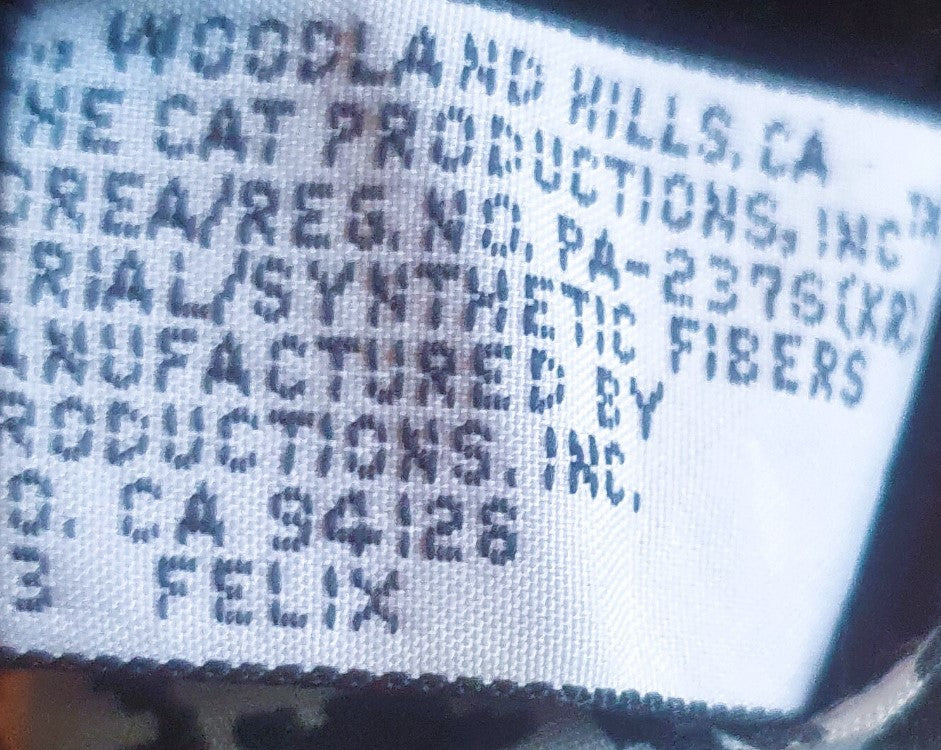 WOODLAND HILLS, CA
HE CAT PRODUCTIONS, INC
OREA/REG. NO. PA-2376(KR)
RIAL/SYNTHETIC FIBERS
ANUFACTURED BY
RODUCTIONS, INC.
O. CA 94126
3 FELIX